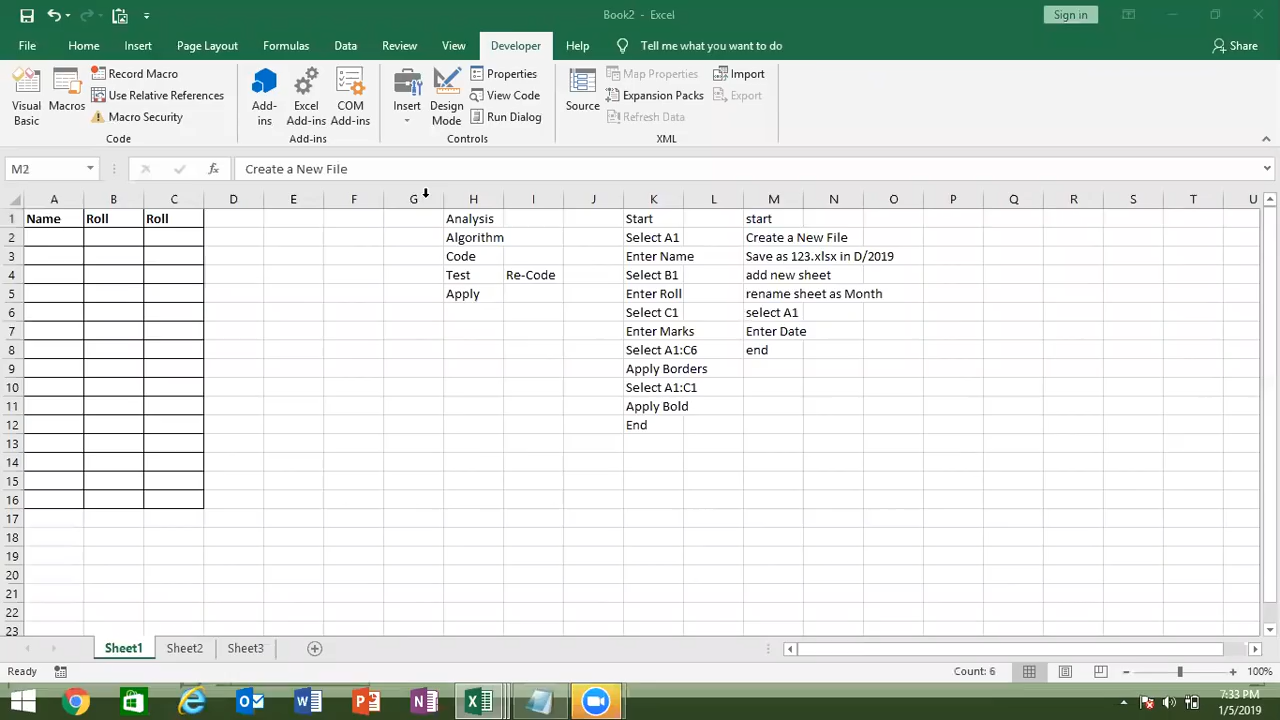 Book2 - Excel
Sign in
File Home Insert Page Layout Formulas Data Review View Developer Help Tell me what you want to do Share
Visual Basic
Macros
Record Macro
Use Relative References
Macro Security
Code
Add-ins
Excel Add-ins
COM Add-ins
Add-ins
Insert
Design Mode
Properties
View Code
Run Dialog
Controls
Source
Map Properties
Expansion Packs
Refresh Data
Import
Export
XML
M2 fx Create a New File
A B C D E F G H I J K L M N O P Q R S T U
1 Name Roll Roll Analysis Start start
2 Algorithm Select A1 Create a New File
3 Code Enter Name Save as 123.xlsx in D/2019
4 Test Re-Code Select B1 add new sheet
5 Apply Enter Roll rename sheet as Month
6 Select C1 select A1
7 Enter Marks Enter Date
8 Select A1:C6 end
9 Apply Borders
10 Select A1:C1
11 Apply Bold
12 End
13
14
15
16
17
18
19
20
21
22
23
Sheet1 Sheet2 Sheet3
Ready Count: 6 100%
7:33 PM
1/5/2019